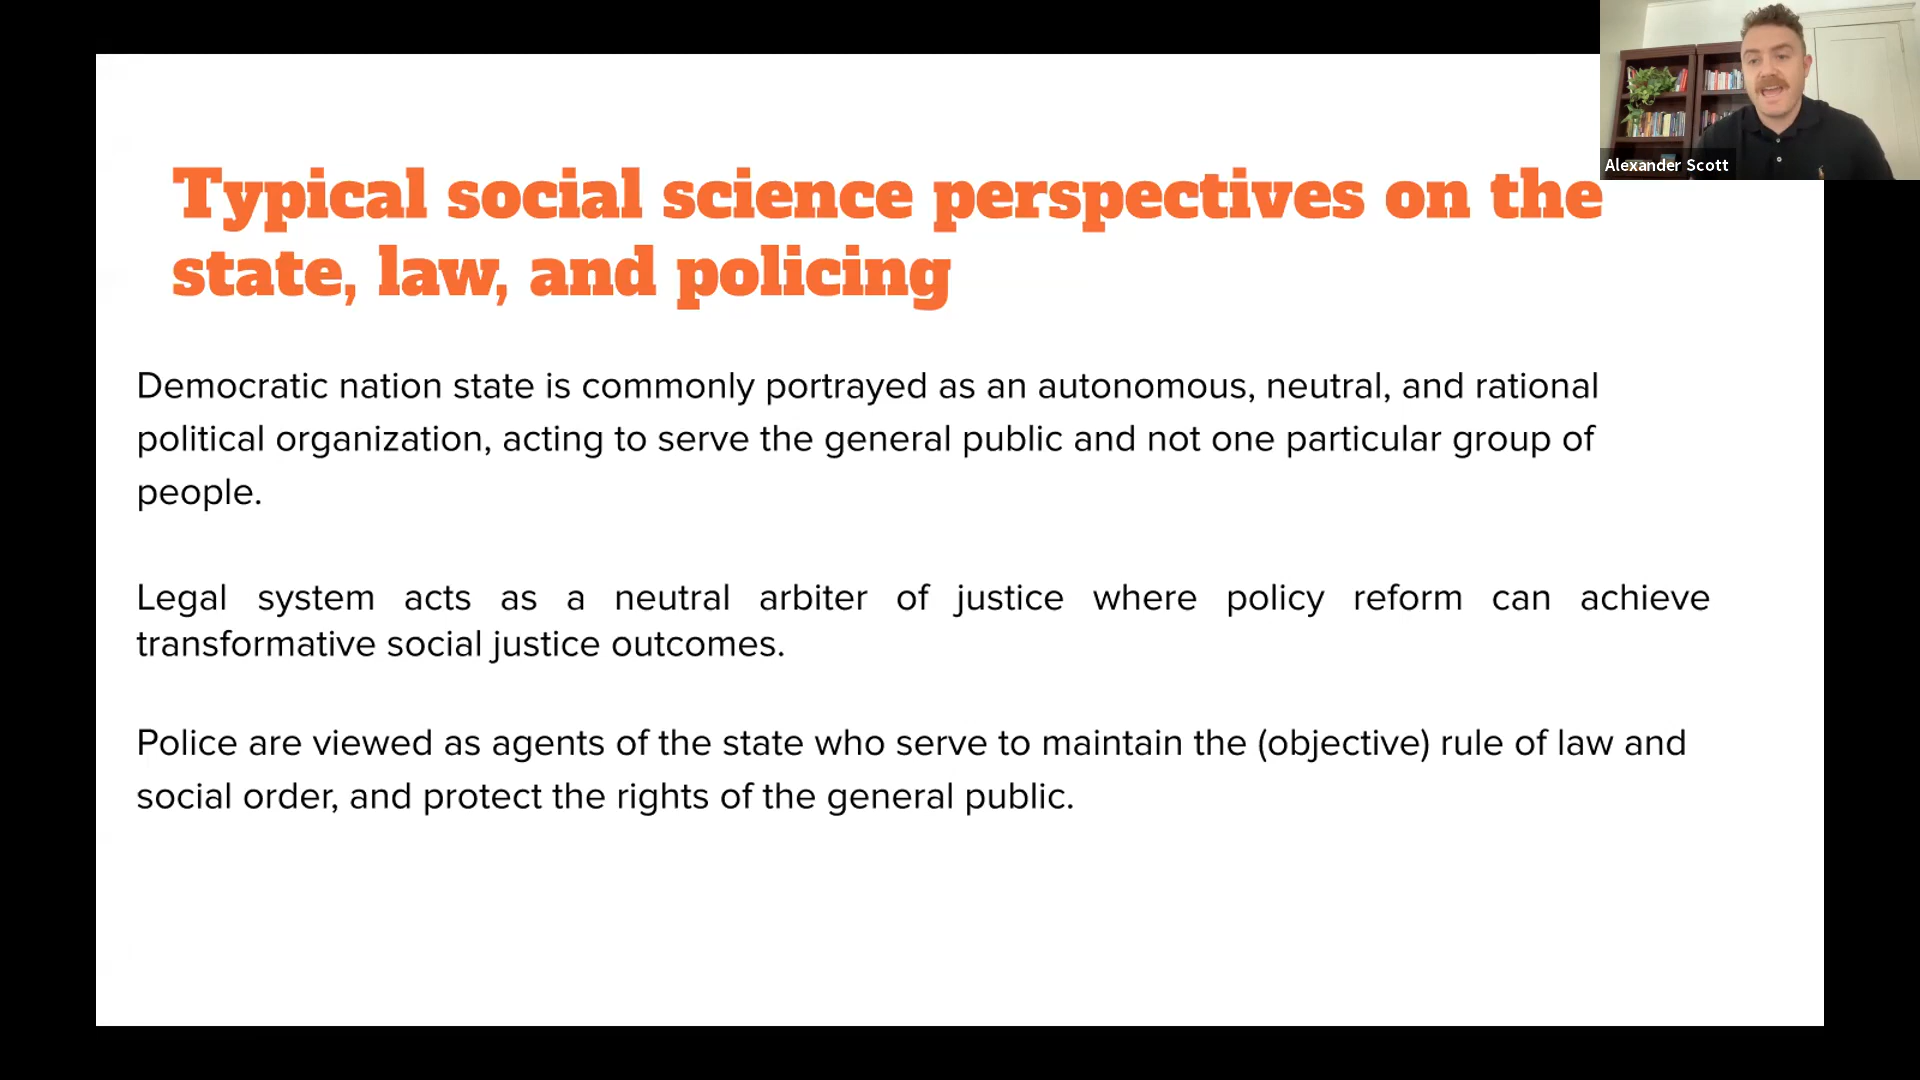 Alexander Scott
Typical social science perspectives on the
state, law, and policing
Democratic nation state is commonly portrayed as an autonomous, neutral, and rational
political organization, acting to serve the general public and not one particular group of
people.
Legal system acts as a neutral arbiter of justice where policy reform can achieve
transformative social justice outcomes.
Police are viewed as agents of the state who serve to maintain the (objective) rule of law and
social order, and protect the rights of the general public.